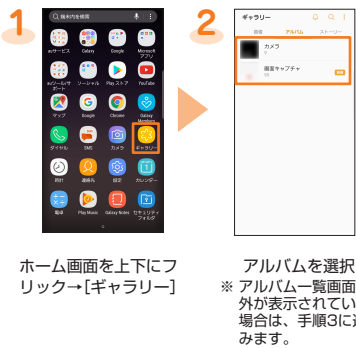 1
端末内を検索
auサービス Galaxy Google Microsoft アプリ
auツール/サポート ソーシャル Play ストア YouTube
マップ Google Chrome Galaxy Members
ダイヤル SMS カメラ ギャラリー
時計 連絡先 設定 カレンダー
電卓 Play Music Galaxy Notes セキュリティ フォルダ
ホーム画面を上下にフ
リック→[ギャラリー]
2
ギャラリー
画像 アルバム ストーリー
カメラ
画面キャプチャ
アルバムを選択
※ アルバム一覧画面
外が表示されてい
場合は、手順3に進
みます。